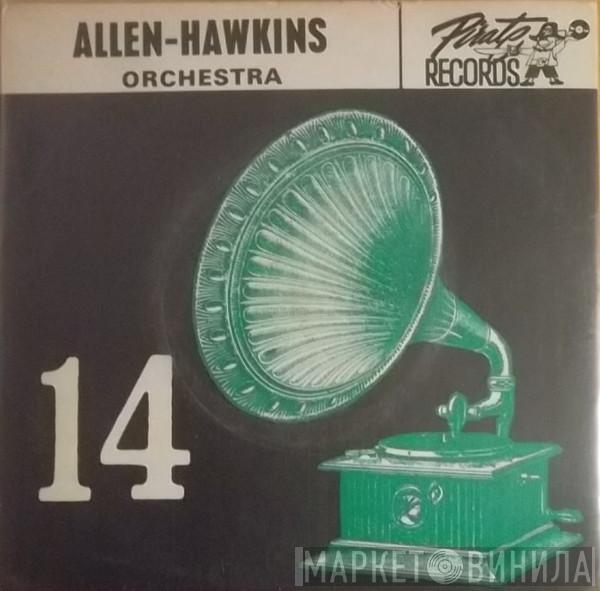 ALLEN-HAWKINS
ORCHESTRA
Pirate
RECORDS
14
МАРКЕТ ВИНИЛА